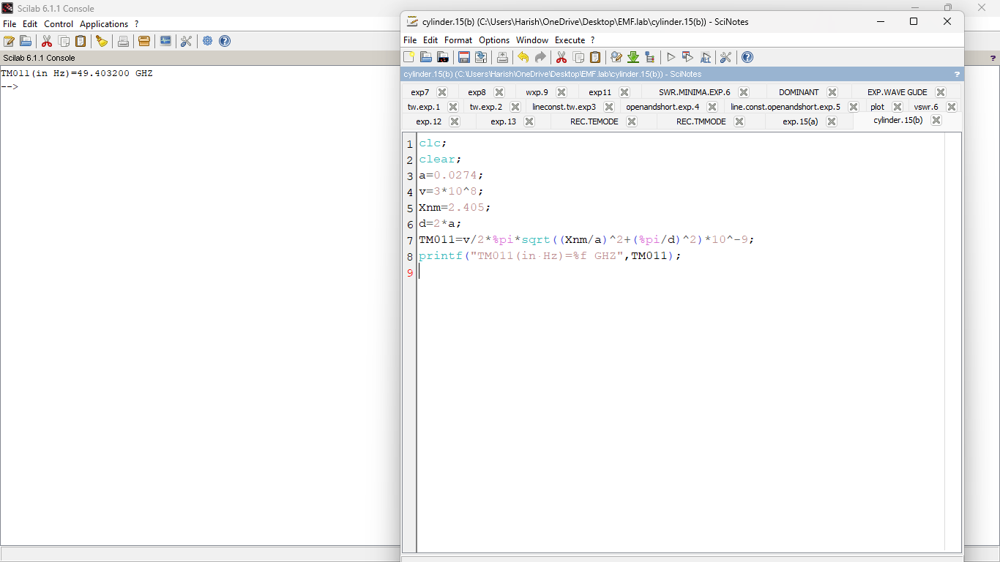 Scilab 6.1.1 Console
File Edit Control Applications ?
Scilab 6.1.1 Console
?
TM011(in Hz)=49.403200 GHZ
-->
cylinder.15(b) (C:\Users\Harish\OneDrive\Desktop\EMF.lab\cylinder.15(b)) - SciNotes
File Edit Format Options Window Execute ?
cylinder.15(b) (C:\Users\Harish\OneDrive\Desktop\EMF.lab\cylinder.15(b)) - SciNotes ?
exp7 exp8 wxp.9 exp11 SWR.MINIMA.EXP.6 DOMINANT EXP.WAVE GUDE
tw.exp.1 tw.exp.2 lineconst.tw.exp3 openandshort.exp.4 line.const.openandshort.exp.5 plot vswr.6
exp.12 exp.13 REC.TEMODE REC.TMMODE exp.15(a) cylinder.15(b)
1 clc;
2 clear;
3 a=0.0274;
4 v=3*10^8;
5 Xnm=2.405;
6 d=2*a;
7 TM011=v/2*%pi*sqrt((Xnm/a)^2+(%pi/d)^2)*10^-9;
8 printf("TM011(in·Hz)=%f GHZ",TM011);
9